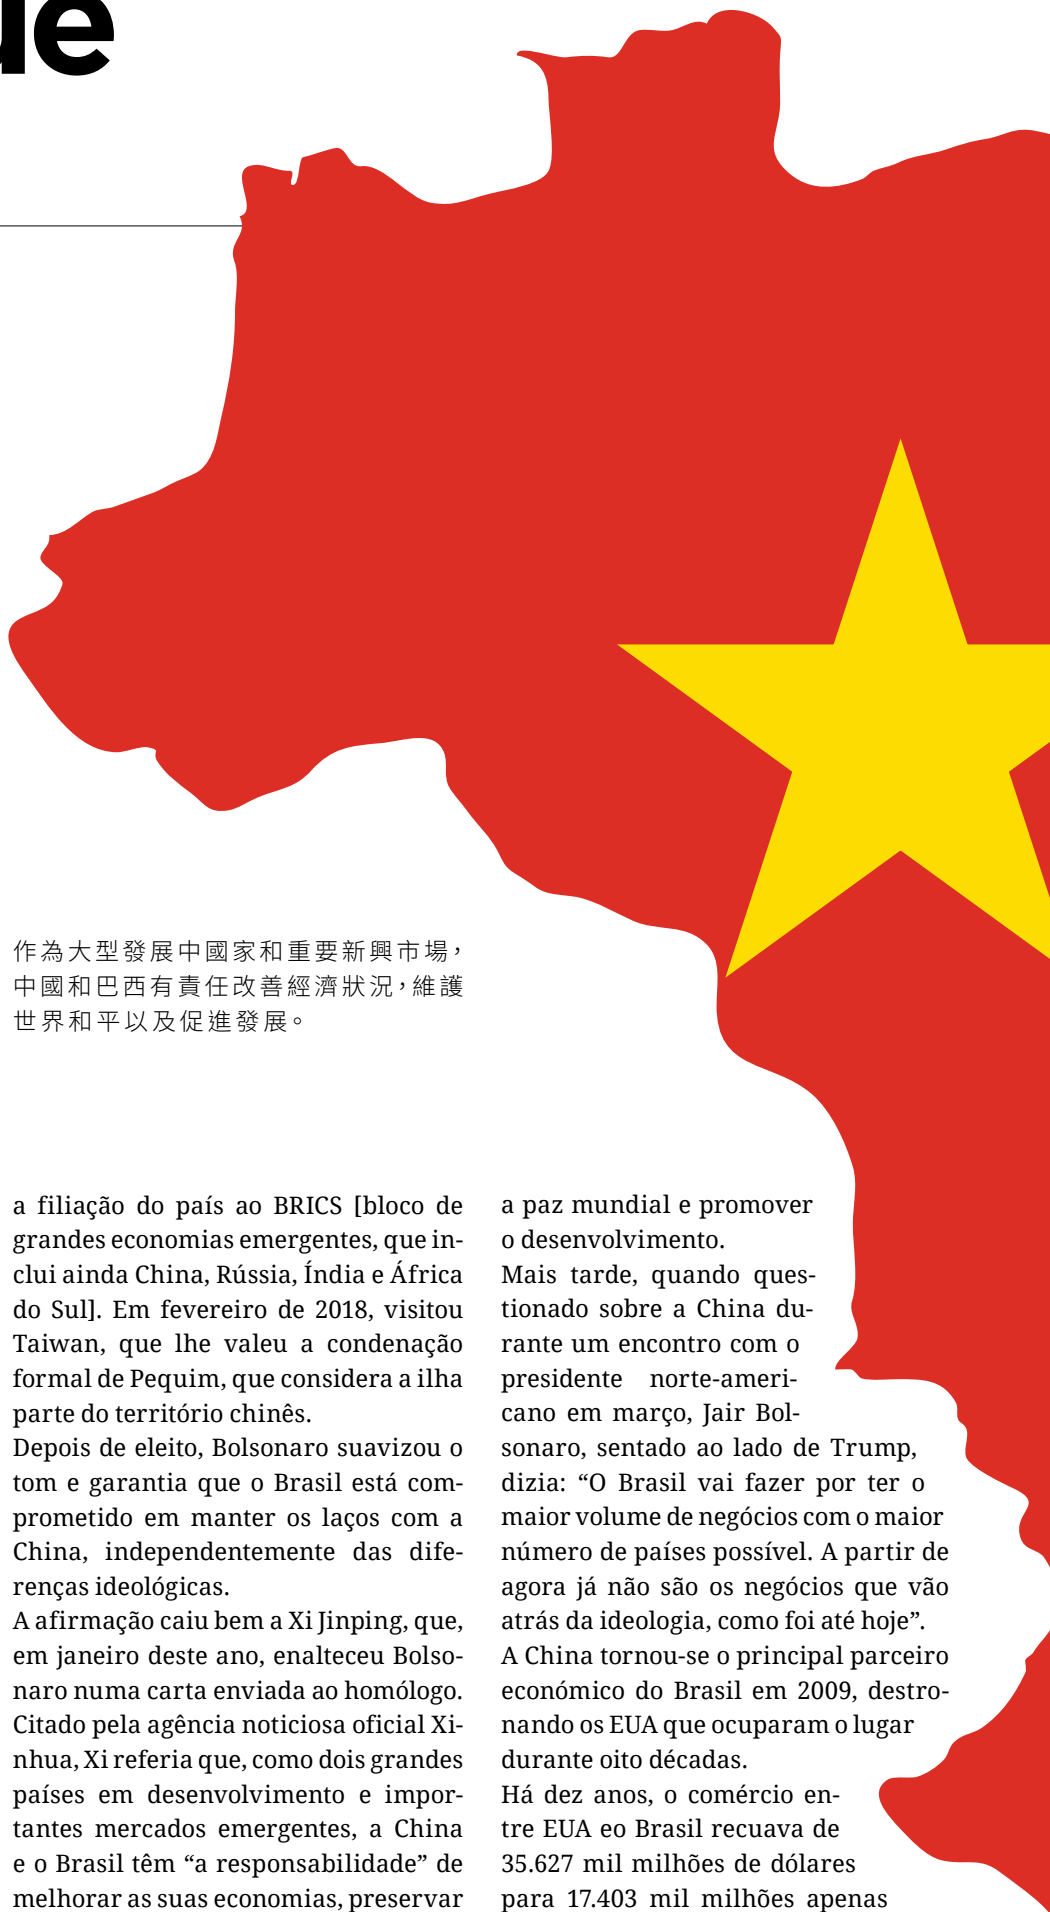 ue
作為大型發展中國家和重要新興市場，
中國和巴西有責任改善經濟狀況，維護
世界和平以及促進發展。
a filiação do país ao BRICS [bloco de
grandes economias emergentes, que in-
clui ainda China, Rússia, Índia e África
do Sul]. Em fevereiro de 2018, visitou
Taiwan, que lhe valeu a condenação
formal de Pequim, que considera a ilha
parte do território chinês.
Depois de eleito, Bolsonaro suavizou o
tom e garantia que o Brasil está com-
prometido em manter os laços com a
China, independentemente das dife-
renças ideológicas.
A afirmação caiu bem a Xi Jinping, que,
em janeiro deste ano, enalteceu Bolso-
naro numa carta enviada ao homólogo.
Citado pela agência noticiosa oficial Xi-
nhua, Xi referia que, como dois grandes
países em desenvolvimento e impor-
tantes mercados emergentes, a China
e o Brasil têm “a responsabilidade” de
melhorar as suas economias, preservar
a paz mundial e promover
o desenvolvimento.
Mais tarde, quando ques-
tionado sobre a China du-
rante um encontro com o
presidente norte-ameri-
cano em março, Jair Bol-
sonaro, sentado ao lado de Trump,
dizia: “O Brasil vai fazer por ter o
maior volume de negócios com o maior
número de países possível. A partir de
agora já não são os negócios que vão
atrás da ideologia, como foi até hoje”.
A China tornou-se o principal parceiro
económico do Brasil em 2009, destro-
nando os EUA que ocuparam o lugar
durante oito décadas.
Há dez anos, o comércio en-
tre EUA eo Brasil recuava de
35.627 mil milhões de dólares
para 17.403 mil milhões apenas